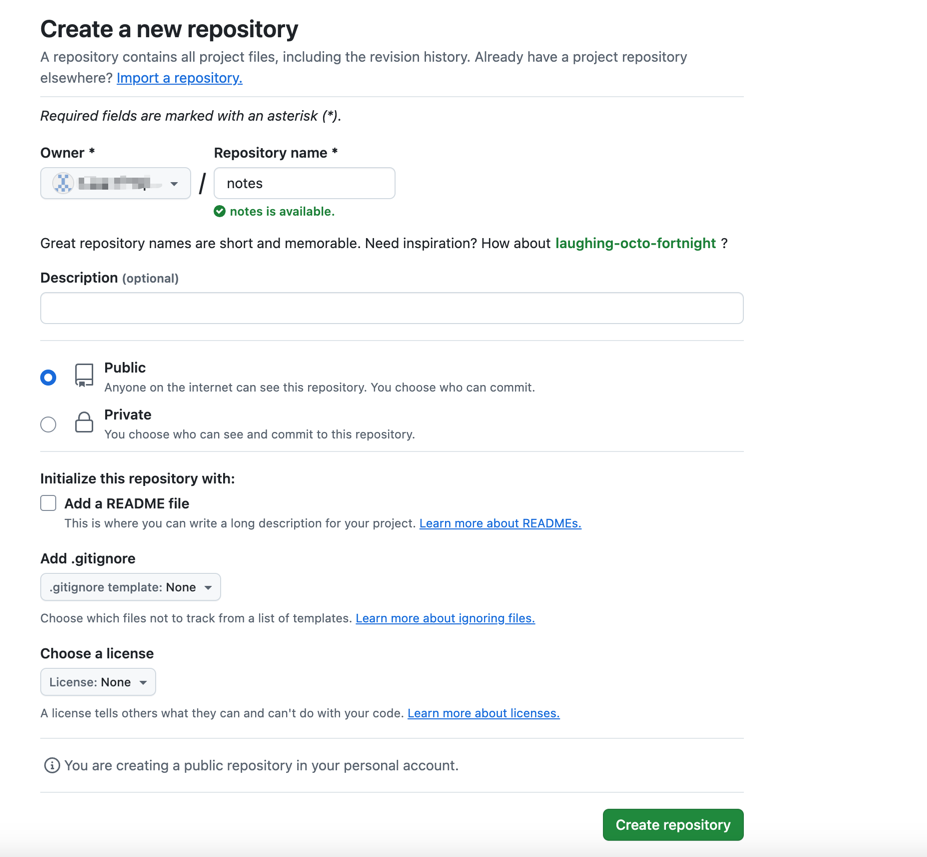 Create a new repository
A repository contains all project files, including the revision history. Already have a project repository
elsewhere? Import a repository.
Required fields are marked with an asterisk (*).
Owner *
Repository name *
/
notes
notes is available.
Great repository names are short and memorable. Need inspiration? How about laughing-octo-fortnight ?
Description (optional)
Public
Anyone on the internet can see this repository. You choose who can commit.
Private
You choose who can see and commit to this repository.
Initialize this repository with:
Add a README file
This is where you can write a long description for your project. Learn more about READMEs.
Add .gitignore
.gitignore template: None
Choose which files not to track from a list of templates. Learn more about ignoring files.
Choose a license
License: None
A license tells others what they can and can't do with your code. Learn more about licenses.
You are creating a public repository in your personal account.
Create repository